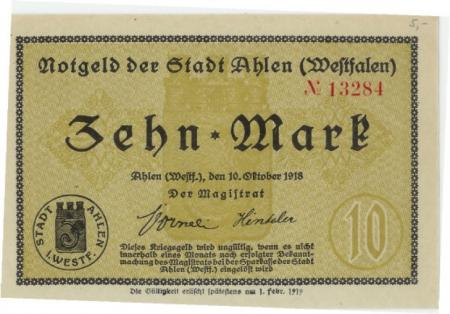 5,-
Notgeld der Stadt Ahlen (Westfalen)
№ 13284
Zehn * Mark
Ahlen (Westf.), den 10. Oktober 1918
Der Magistrat
Hinteler
STADT AHLEN I. WESTF.
10
Dieses Kriegsgeld wird ungültig, wenn es nicht
innerhalb eines Monats nach erfolgter Bekannt-
machung des Magistrats bei der Sparkasse der Stadt
Ahlen (Westf.) eingelöst wird
Die Gültigkeit erlischt spätestens am 1. Febr. 1919